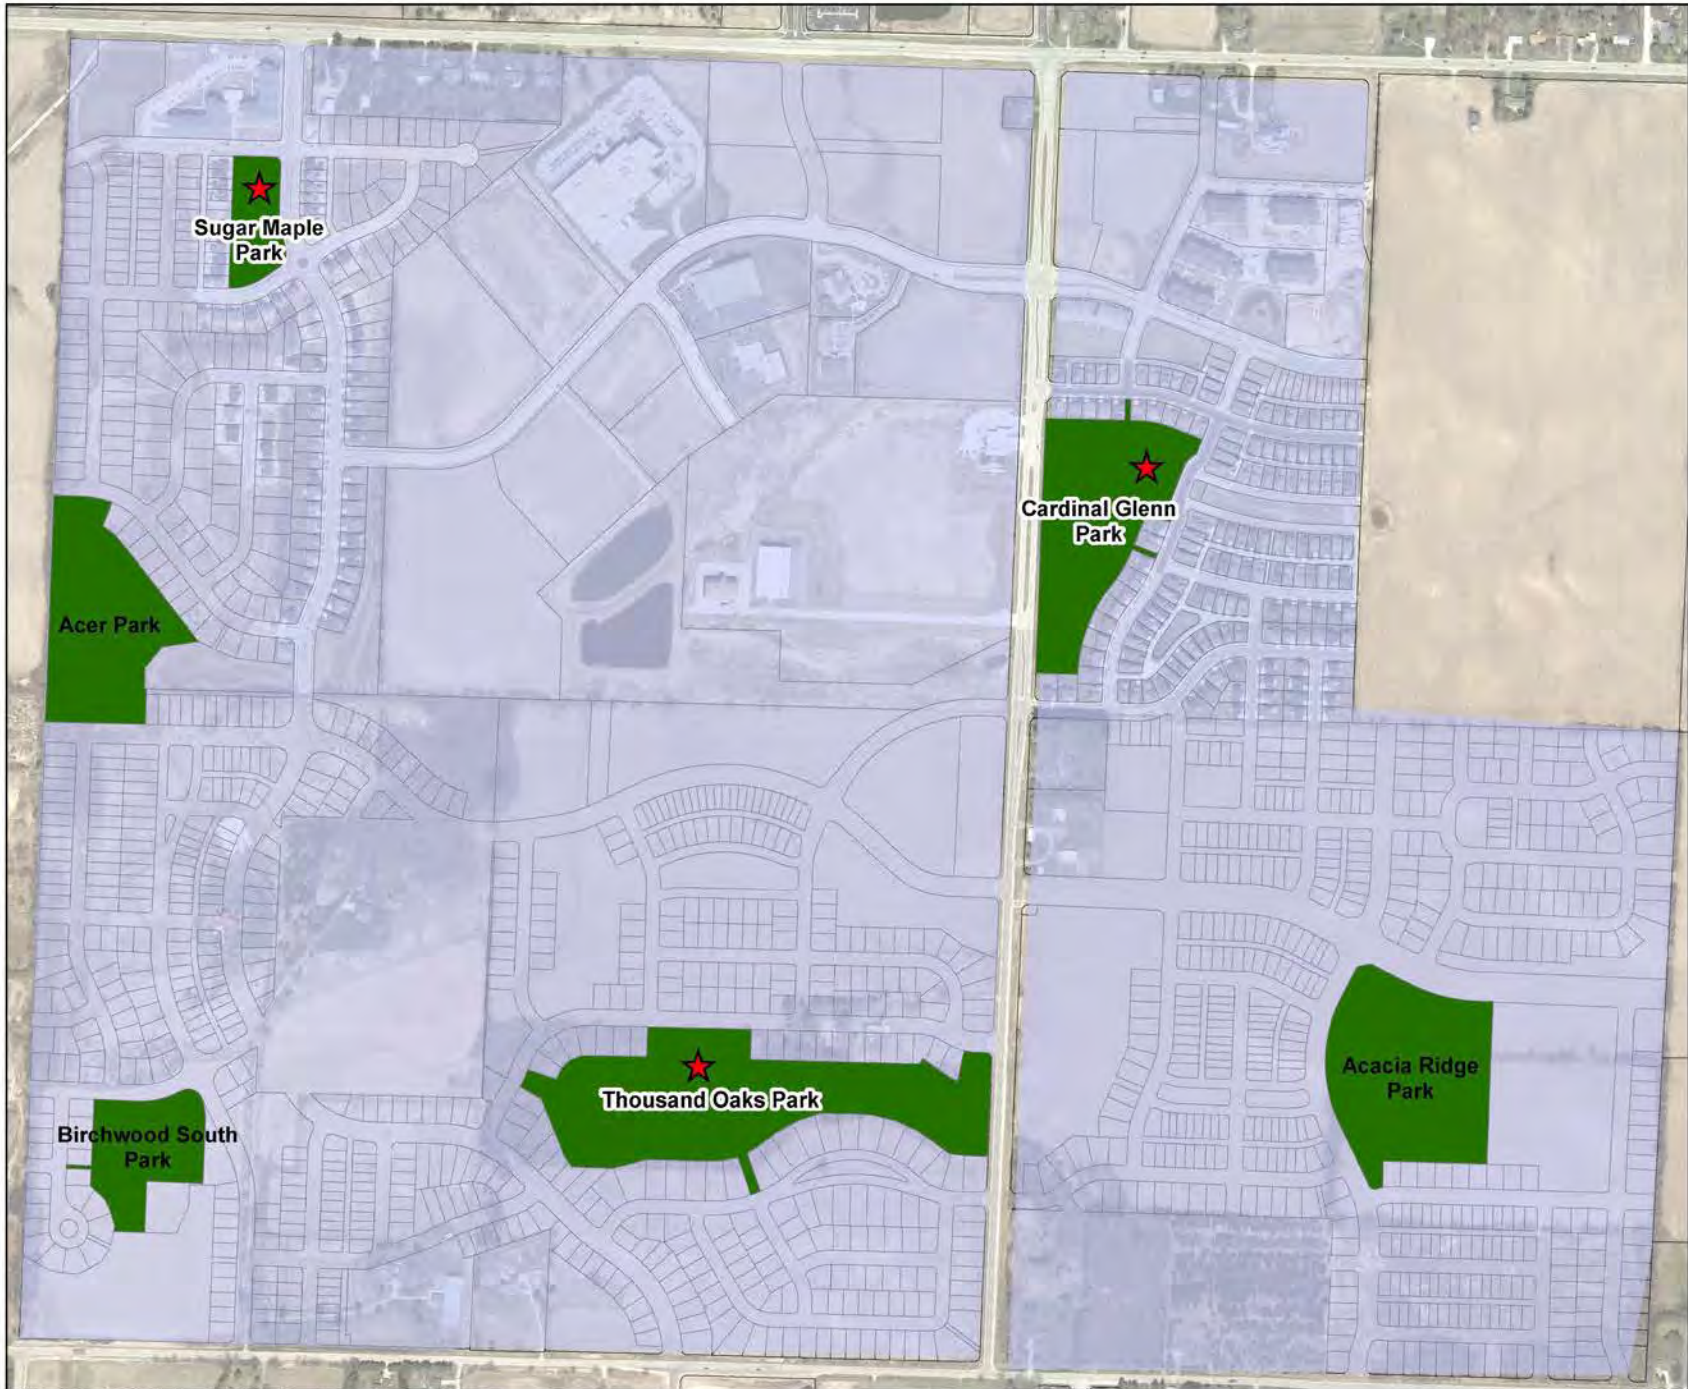 Sugar Maple
Park
Cardinal Glenn
Park
Acer Park
Acacia Ridge
Park
Thousand Oaks Park
Birchwood South
Park